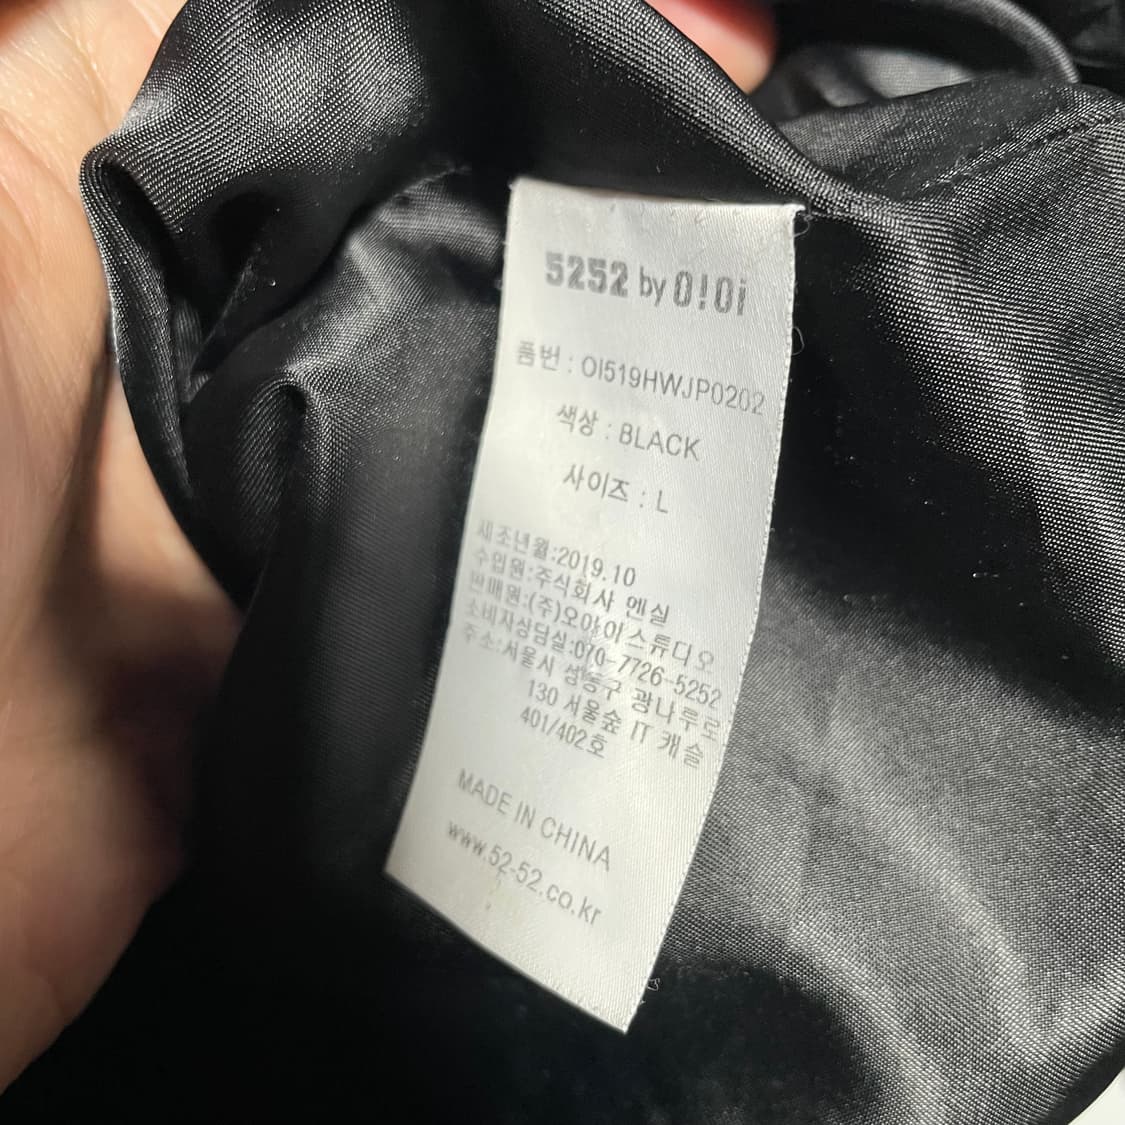 5252 by O!Oi
품번 : OI519HWJP0202
색상 : BLACK
사이즈 : L
제조년월:2019.10
수입원:주식회사 엔실
판매원:(주)오아이스튜디오
소비자상담실:070-7726-5252
주소:서울시 성동구 광나루로
130 서울숲 IT 캐슬
401/402호
MADE IN CHINA
www.52-52.co.kr